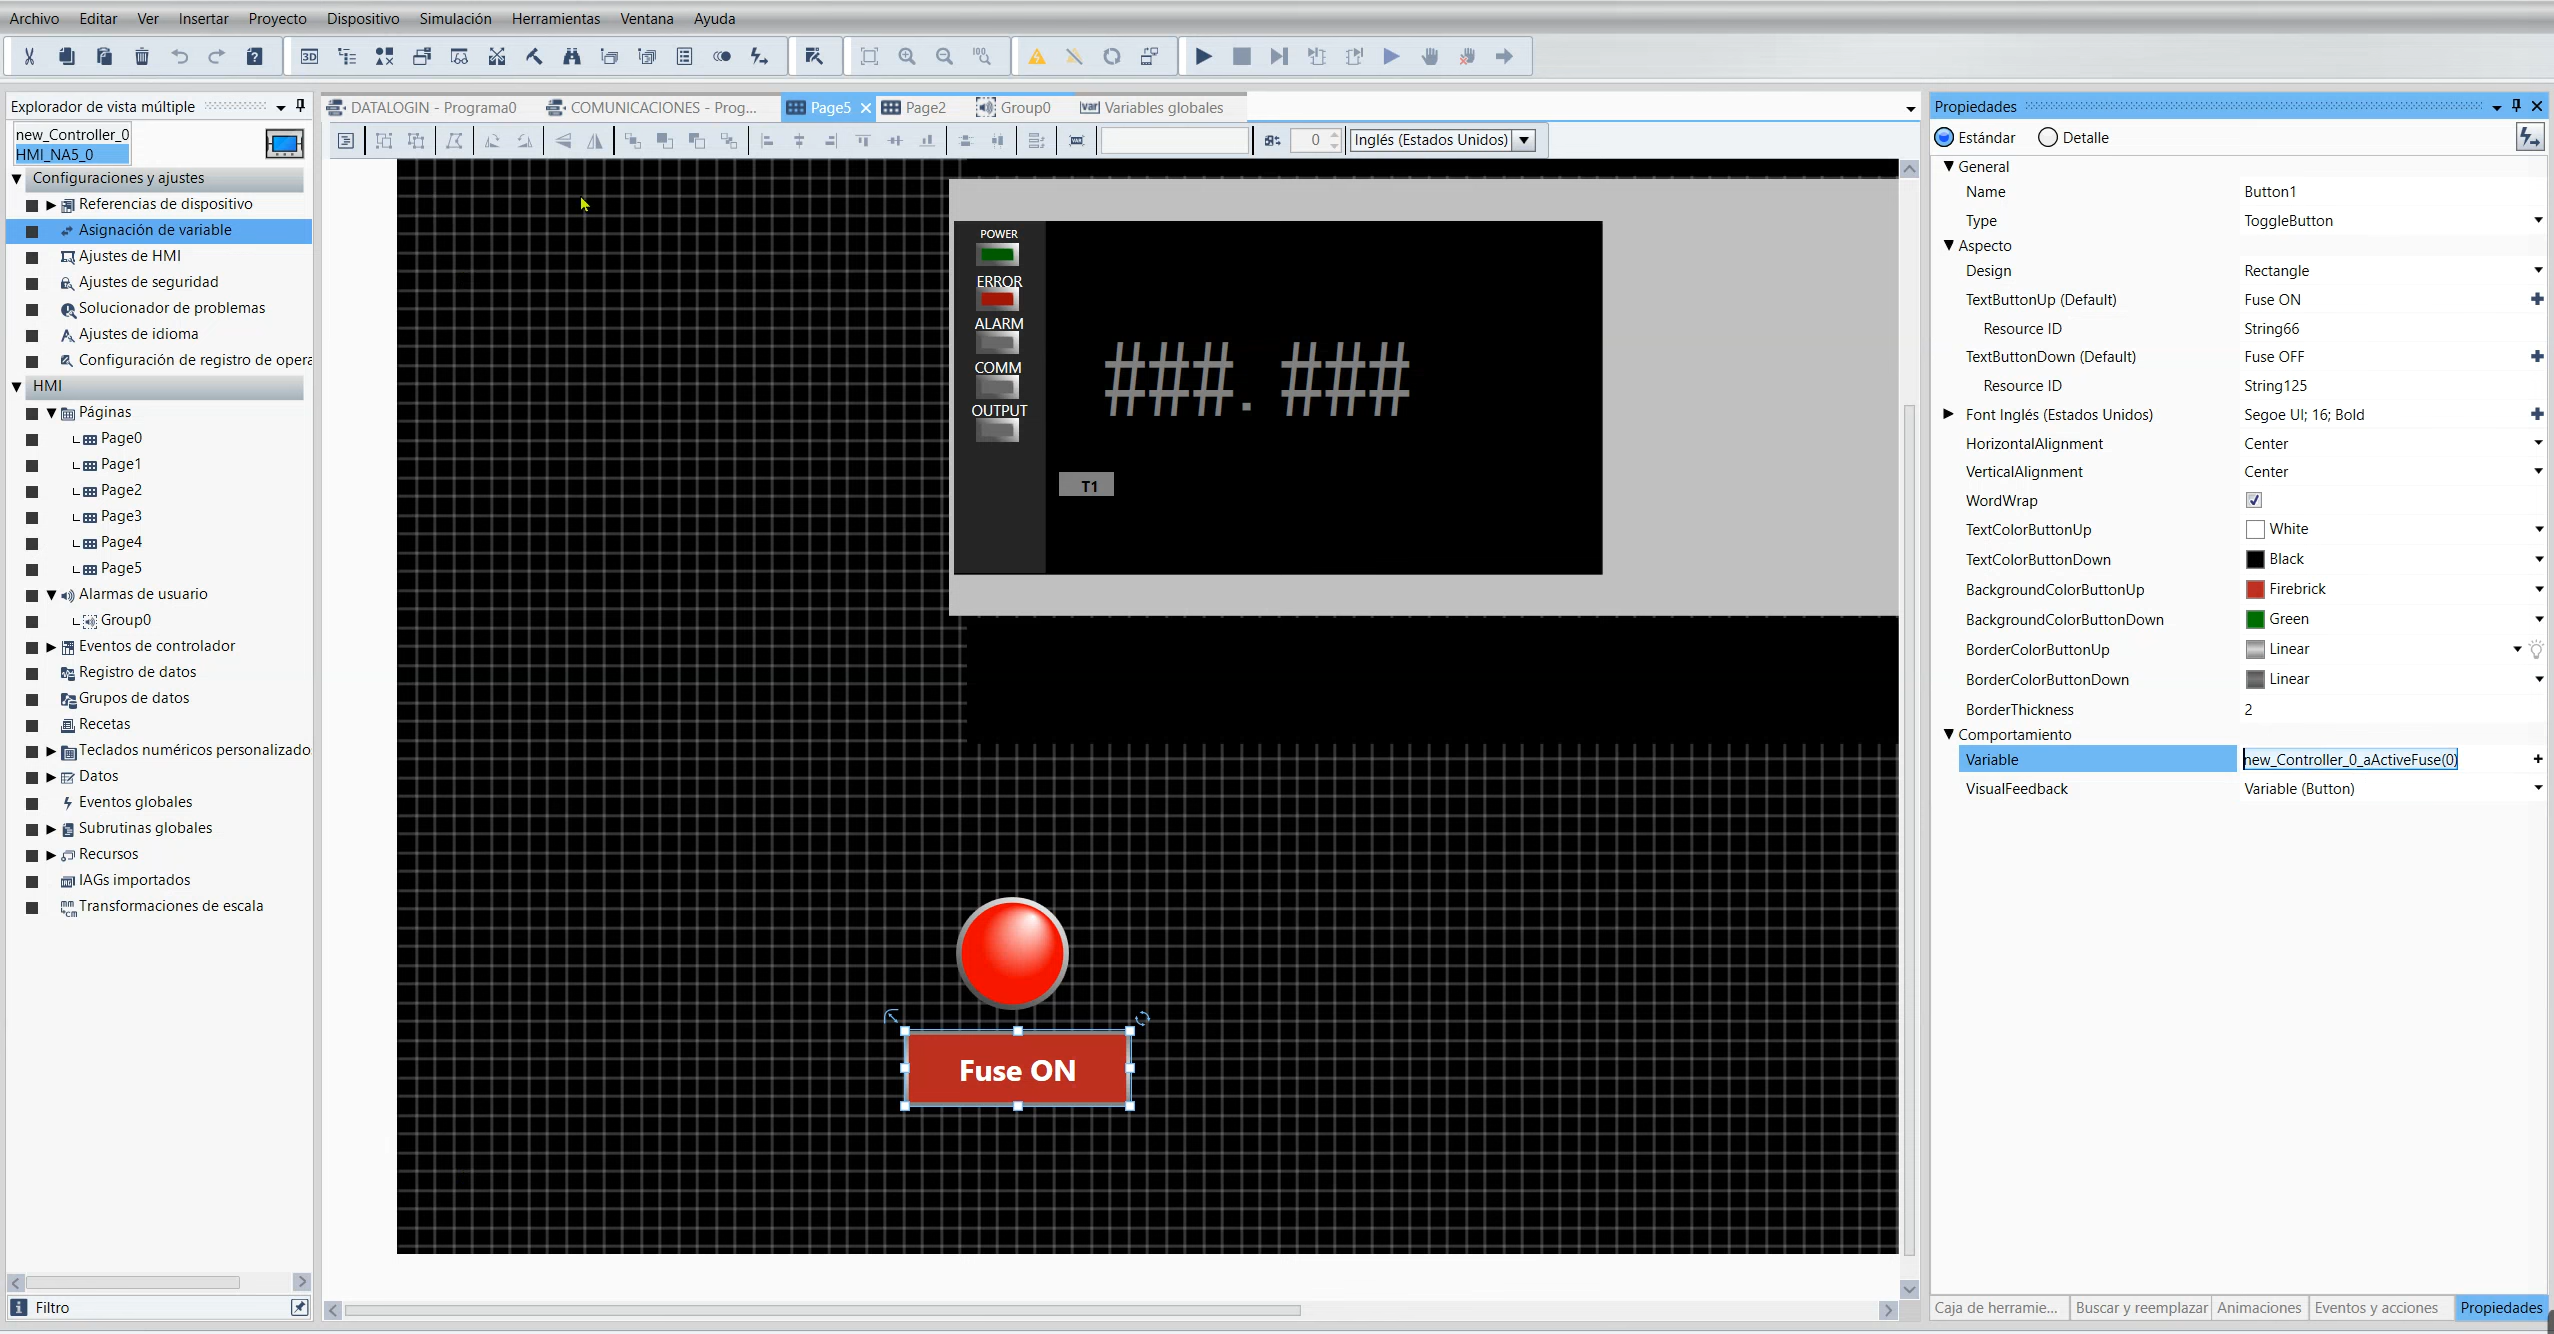 Archivo Editar Ver Insertar Proyecto Dispositivo Simulación Herramientas Ventana Ayuda
3D 100
Explorador de vista múltiple
new_Controller_0
HMI_NA5_0
Configuraciones y ajustes
Referencias de dispositivo
Asignación de variable
Ajustes de HMI
Ajustes de seguridad
Solucionador de problemas
Ajustes de idioma
Configuración de registro de opera
HMI
Páginas
Page0
Page1
Page2
Page3
Page4
Page5
Alarmas de usuario
Group0
Eventos de controlador
Registro de datos
Grupos de datos
Recetas
Teclados numéricos personalizado
Datos
Eventos globales
Subrutinas globales
Recursos
IAGs importados
Transformaciones de escala
Filtro
DATALOGIN - Programa0 COMUNICACIONES - Prog... Page5 Page2 Group0 Variables globales
0 Inglés (Estados Unidos)
POWER
ERROR
ALARM
COMM
OUTPUT
###.###
T1
Fuse ON
Propiedades
Estándar Detalle
General
Name Button1
Type ToggleButton
Aspecto
Design Rectangle
TextButtonUp (Default) Fuse ON
Resource ID String66
TextButtonDown (Default) Fuse OFF
Resource ID String125
Font Inglés (Estados Unidos) Segoe UI; 16; Bold
HorizontalAlignment Center
VerticalAlignment Center
WordWrap
TextColorButtonUp White
TextColorButtonDown Black
BackgroundColorButtonUp Firebrick
BackgroundColorButtonDown Green
BorderColorButtonUp Linear
BorderColorButtonDown Linear
BorderThickness 2
Comportamiento
Variable new_Controller_0_aActiveFuse(0)
VisualFeedback Variable (Button)
Caja de herramie... Buscar y reemplazar Animaciones Eventos y acciones Propiedades